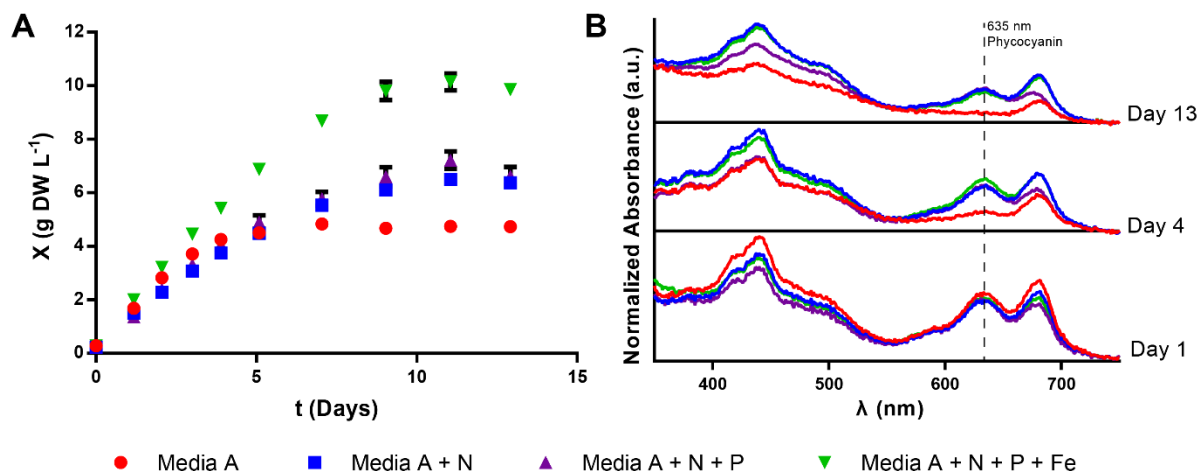 A
X (g DW L⁻¹)
12
10
8
6
4
2
0
0
5
10
15
t (Days)
B
Normalized Absorbance (a.u.)
635 nm
Phycocyanin
Day 13
Day 4
Day 1
400
500
600
700
λ (nm)
Media A
Media A + N
Media A + N + P
Media A + N + P + Fe